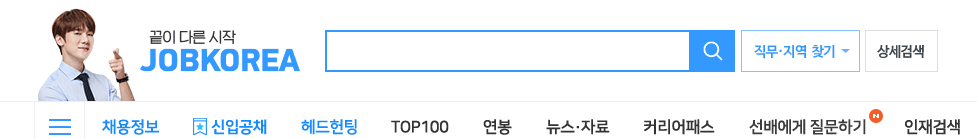 끝이 다른 시작
JOBKOREA
직무·지역 찾기
상세검색
채용정보 신입공채 헤드헌팅 TOP100 연봉 뉴스·자료 커리어패스 선배에게 질문하기 N 인재검색